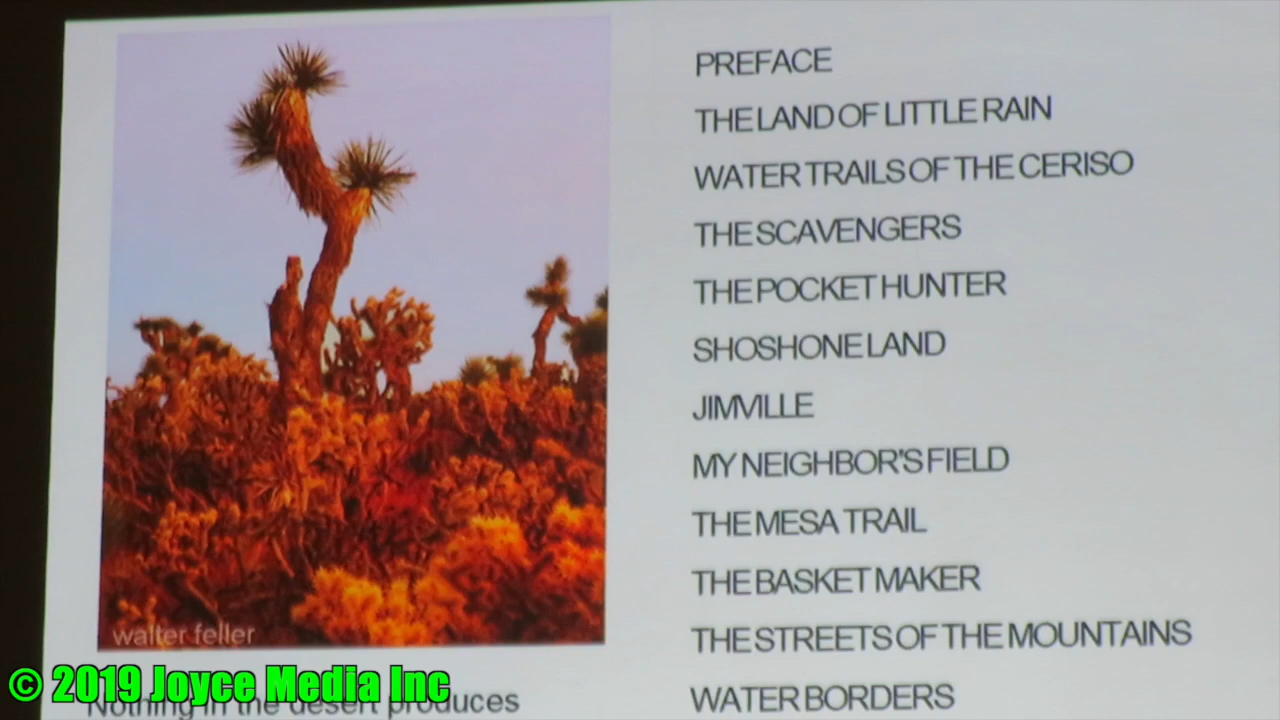 PREFACE
THE LAND OF LITTLE RAIN
WATER TRAILS OF THE CERISO
THE SCAVENGERS
THE POCKET HUNTER
SHOSHONE LAND
JIMVILLE
MY NEIGHBOR'S FIELD
THE MESA TRAIL
THE BASKET MAKER
THE STREETS OF THE MOUNTAINS
WATER BORDERS
walter feller
© 2019 Joyce Media Inc
Nothing in the desert produces